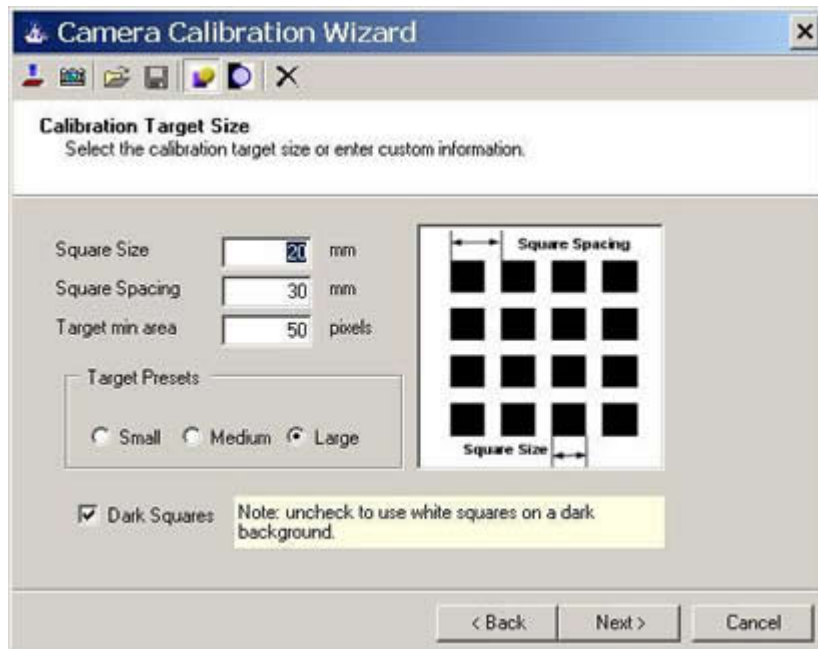 Camera Calibration Wizard
Calibration Target Size
Select the calibration target size or enter custom information.
Square Size 20 mm
Square Spacing 30 mm
Target min area 50 pixels
Square Spacing
Square Size
Target Presets
Small Medium Large
Dark Squares
Note: uncheck to use white squares on a dark
background.
< Back Next > Cancel